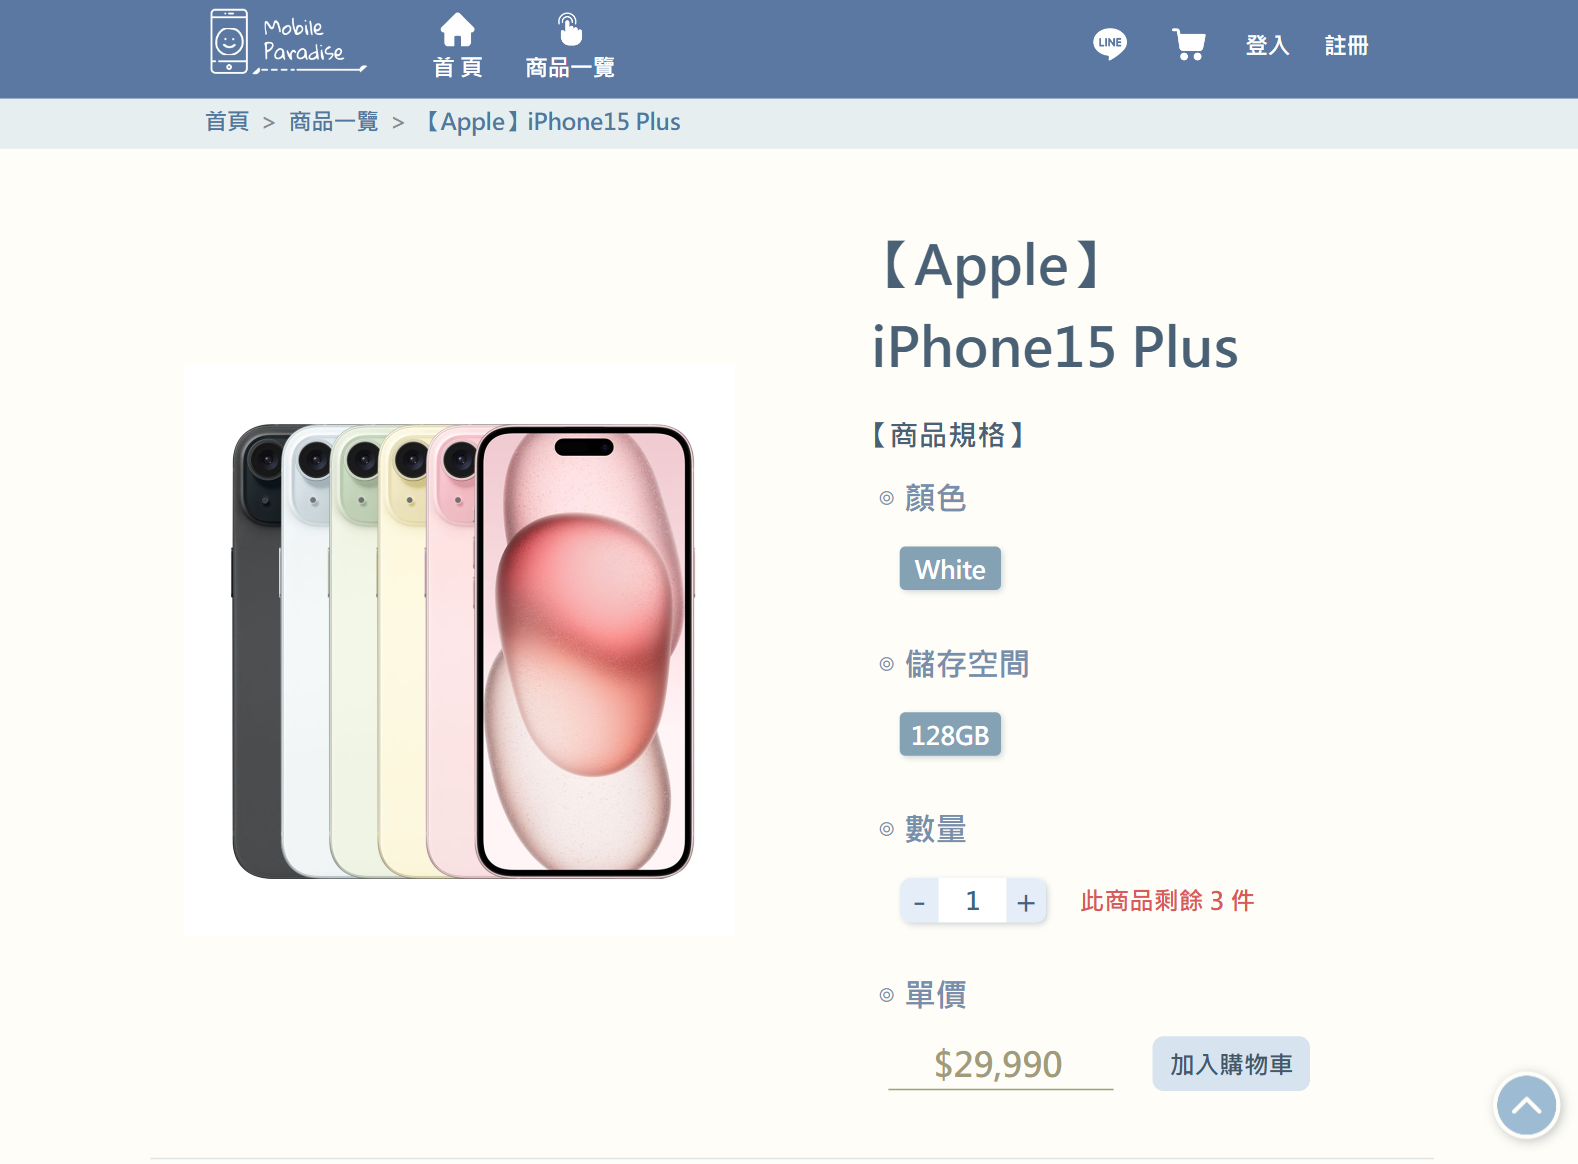 Mobile
Paradise
首頁
商品一覽
LINE
登入
註冊
首頁 > 商品一覽 > 【Apple】iPhone15 Plus
【Apple】
iPhone15 Plus
【商品規格】
◎ 顏色
White
◎ 儲存空間
128GB
◎ 數量
- 1 + 此商品剩餘 3 件
◎ 單價
$29,990 加入購物車